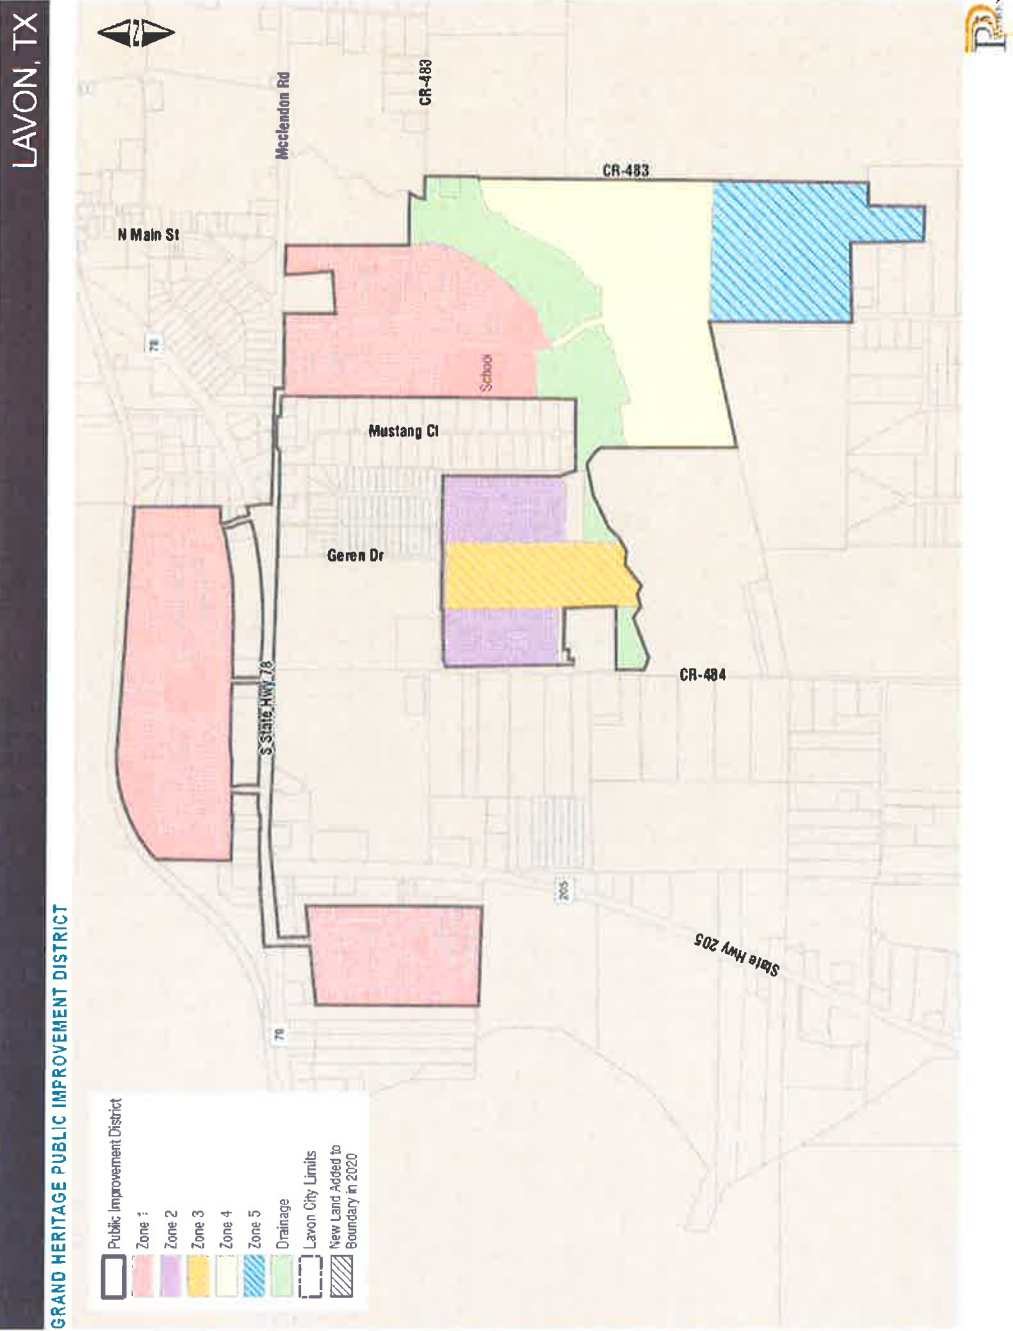 LAVON, TX
GRAND HERITAGE PUBLIC IMPROVEMENT DISTRICT
Public Improvement District
Zone 1
Zone 2
Zone 3
Zone 4
Zone 5
Drainage
Lavon City Limits
New Land Added to
Boundary in 2020
N Main St
78
Mcclendon Rd
CR-483
CR-483
School
Mustang Ct
Geren Dr
S State Hwy 78
CR-484
205
State Hwy 205
78
N